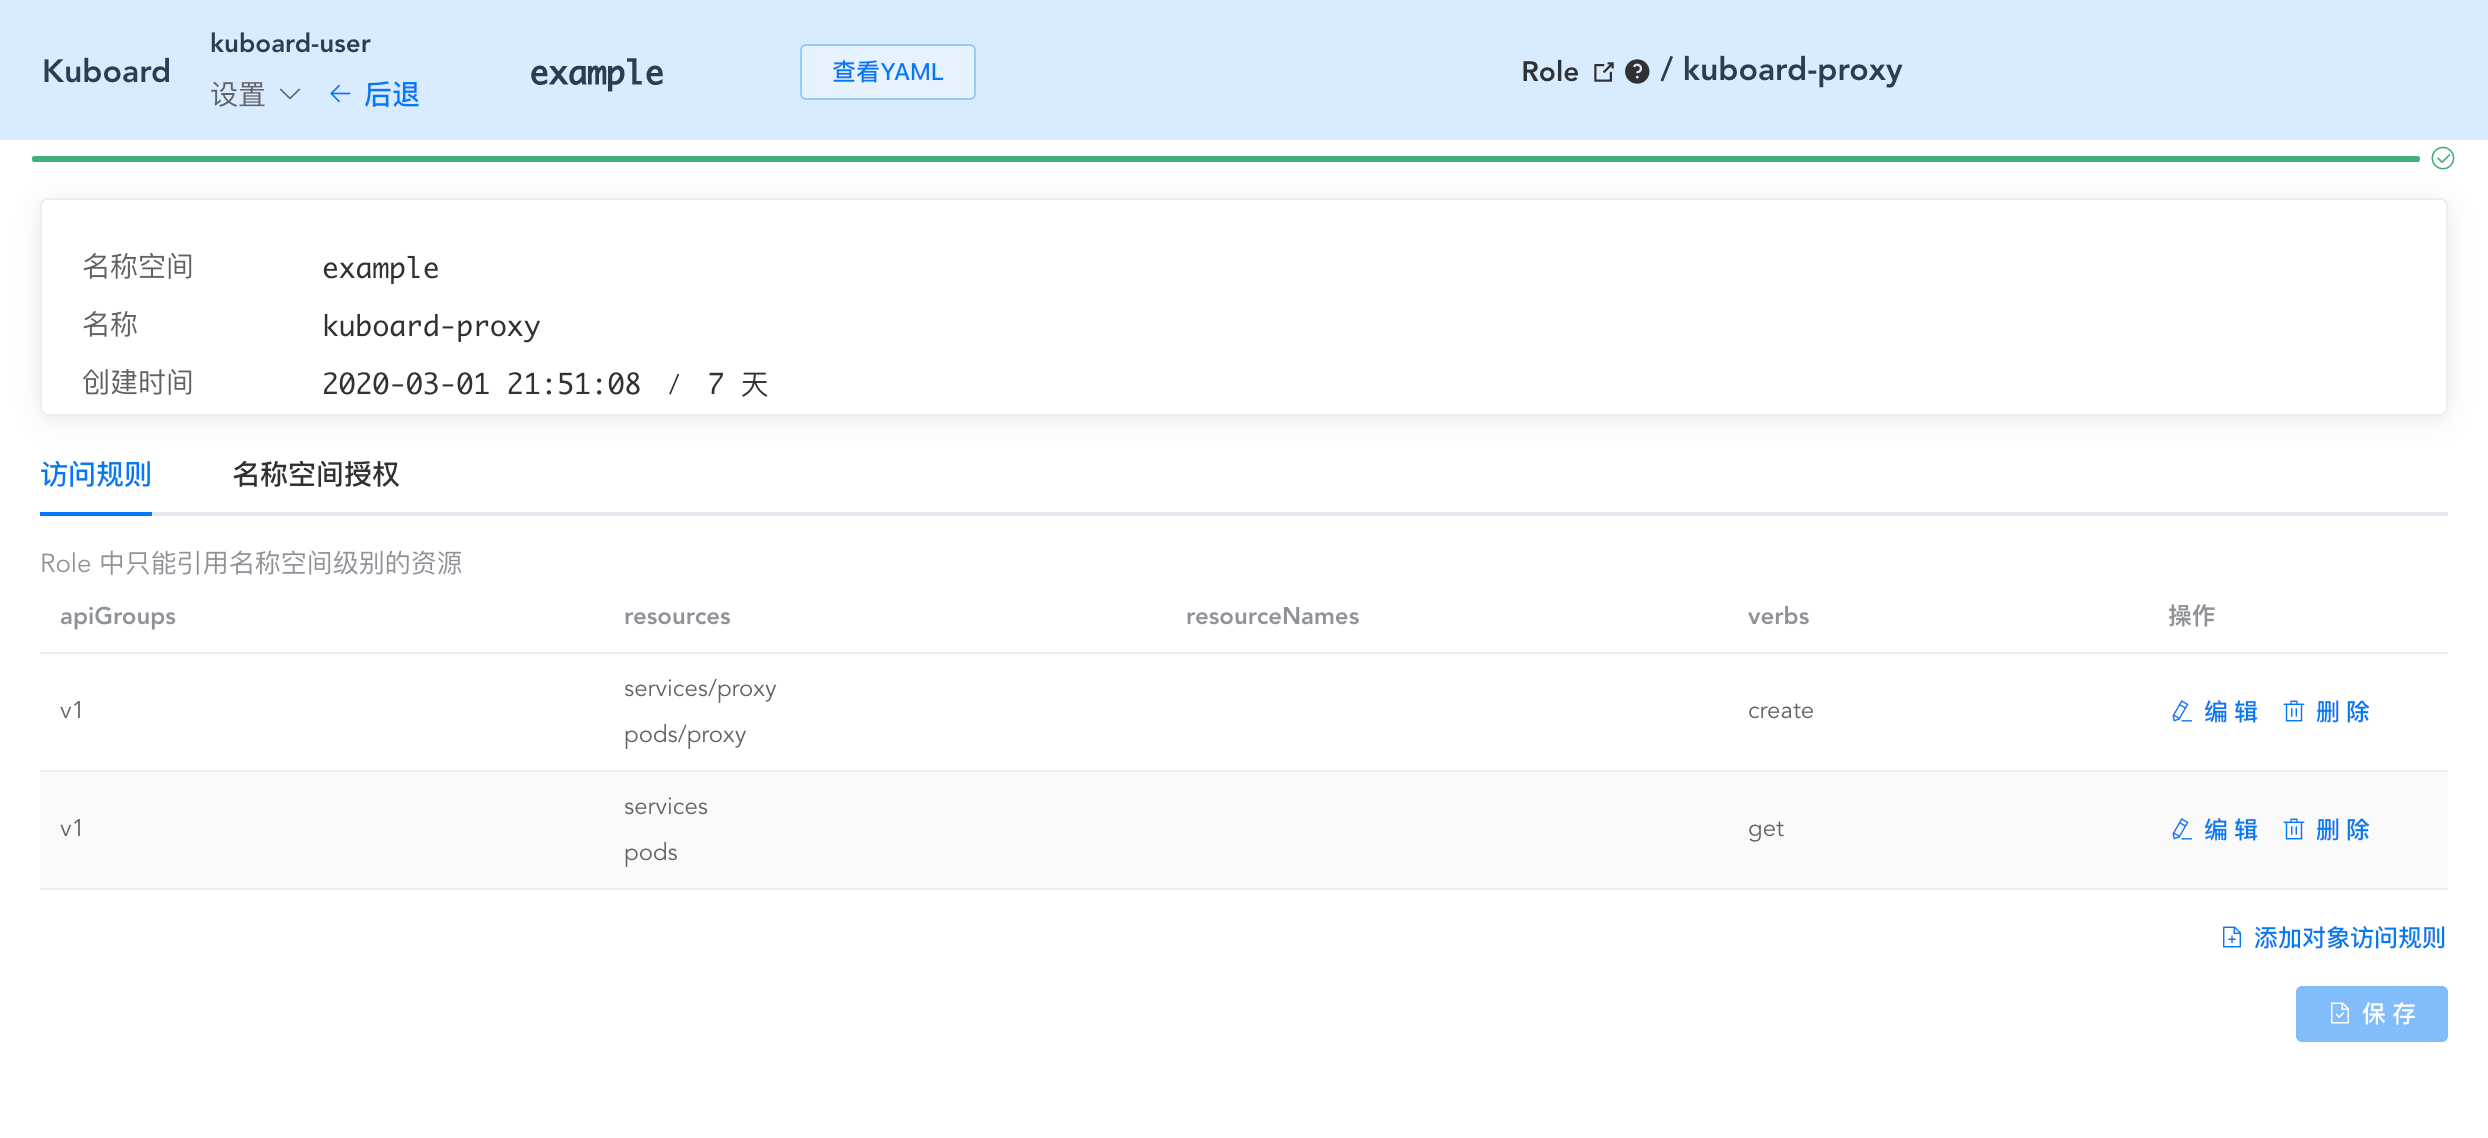 Kuboard
kuboard-user
设置 ← 后退
example
查看YAML
Role ? / kuboard-proxy
名称空间 example
名称 kuboard-proxy
创建时间 2020-03-01 21:51:08 / 7 天
访问规则 名称空间授权
Role 中只能引用名称空间级别的资源
apiGroups resources resourceNames verbs 操作
v1 services/proxy create 编辑 删除
pods/proxy
v1 services get 编辑 删除
pods
添加对象访问规则
保存